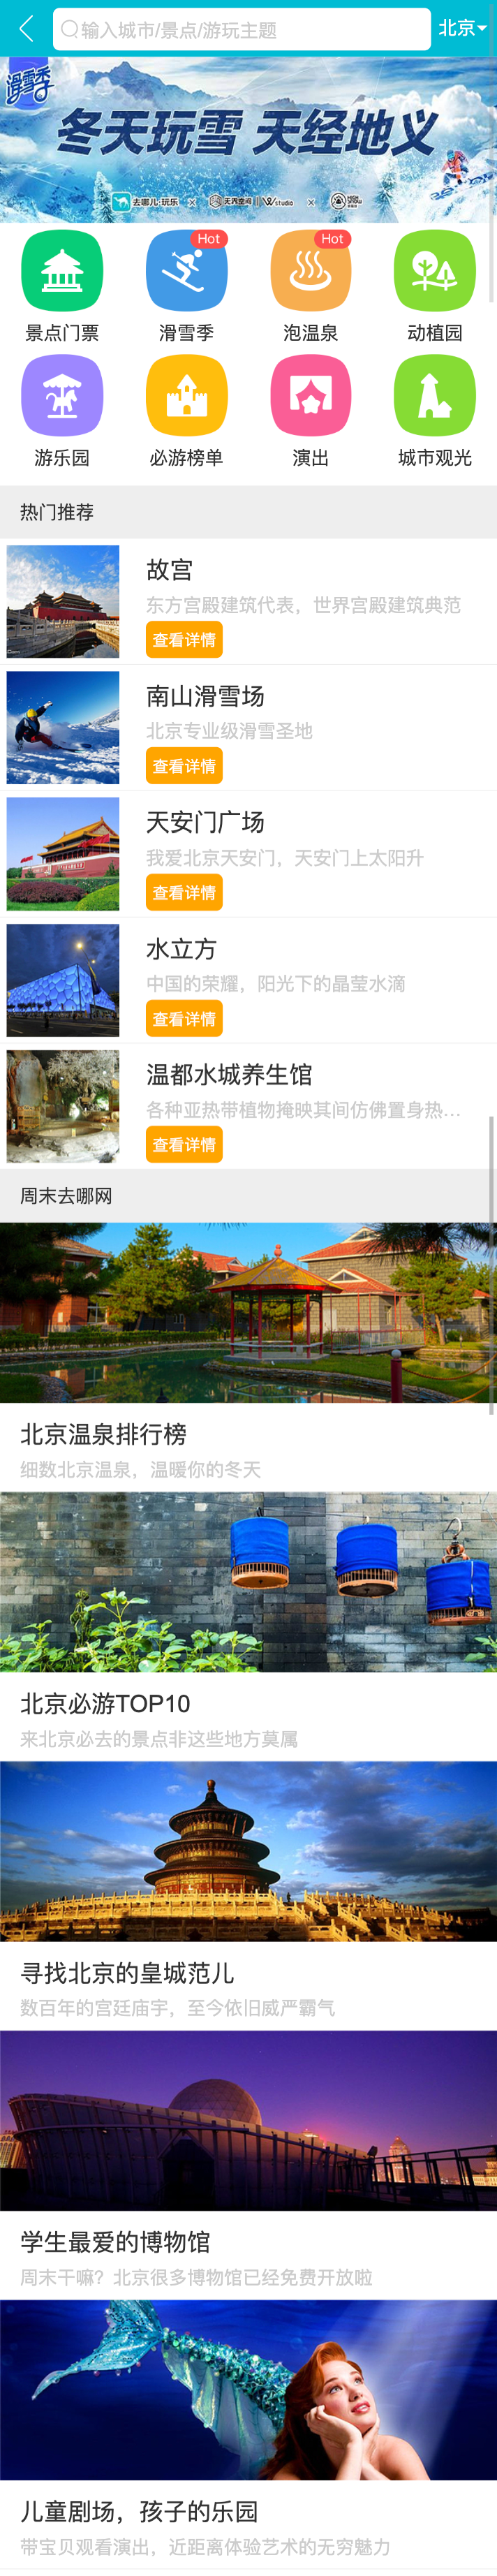 输入城市/景点/游玩主题
北京
滑雪季
冬天玩雪 天经地义
去哪儿·玩乐 × 天内空间 Wstudio ×
景点门票
Hot
滑雪季
Hot
泡温泉
动植园
游乐园
必游榜单
演出
城市观光
热门推荐
故宫
东方宫殿建筑代表，世界宫殿建筑典范
查看详情
南山滑雪场
北京专业级滑雪圣地
查看详情
天安门广场
我爱北京天安门，天安门上太阳升
查看详情
水立方
中国的荣耀，阳光下的晶莹水滴
查看详情
温都水城养生馆
各种亚热带植物掩映其间仿佛置身热...
查看详情
周末去哪网
北京温泉排行榜
细数北京温泉，温暖你的冬天
北京必游TOP10
来北京必去的景点非这些地方莫属
寻找北京的皇城范儿
数百年的宫廷庙宇，至今依旧威严霸气
学生最爱的博物馆
周末干嘛？北京很多博物馆已经免费开放啦
儿童剧场，孩子的乐园
带宝贝观看演出，近距离体验艺术的无穷魅力